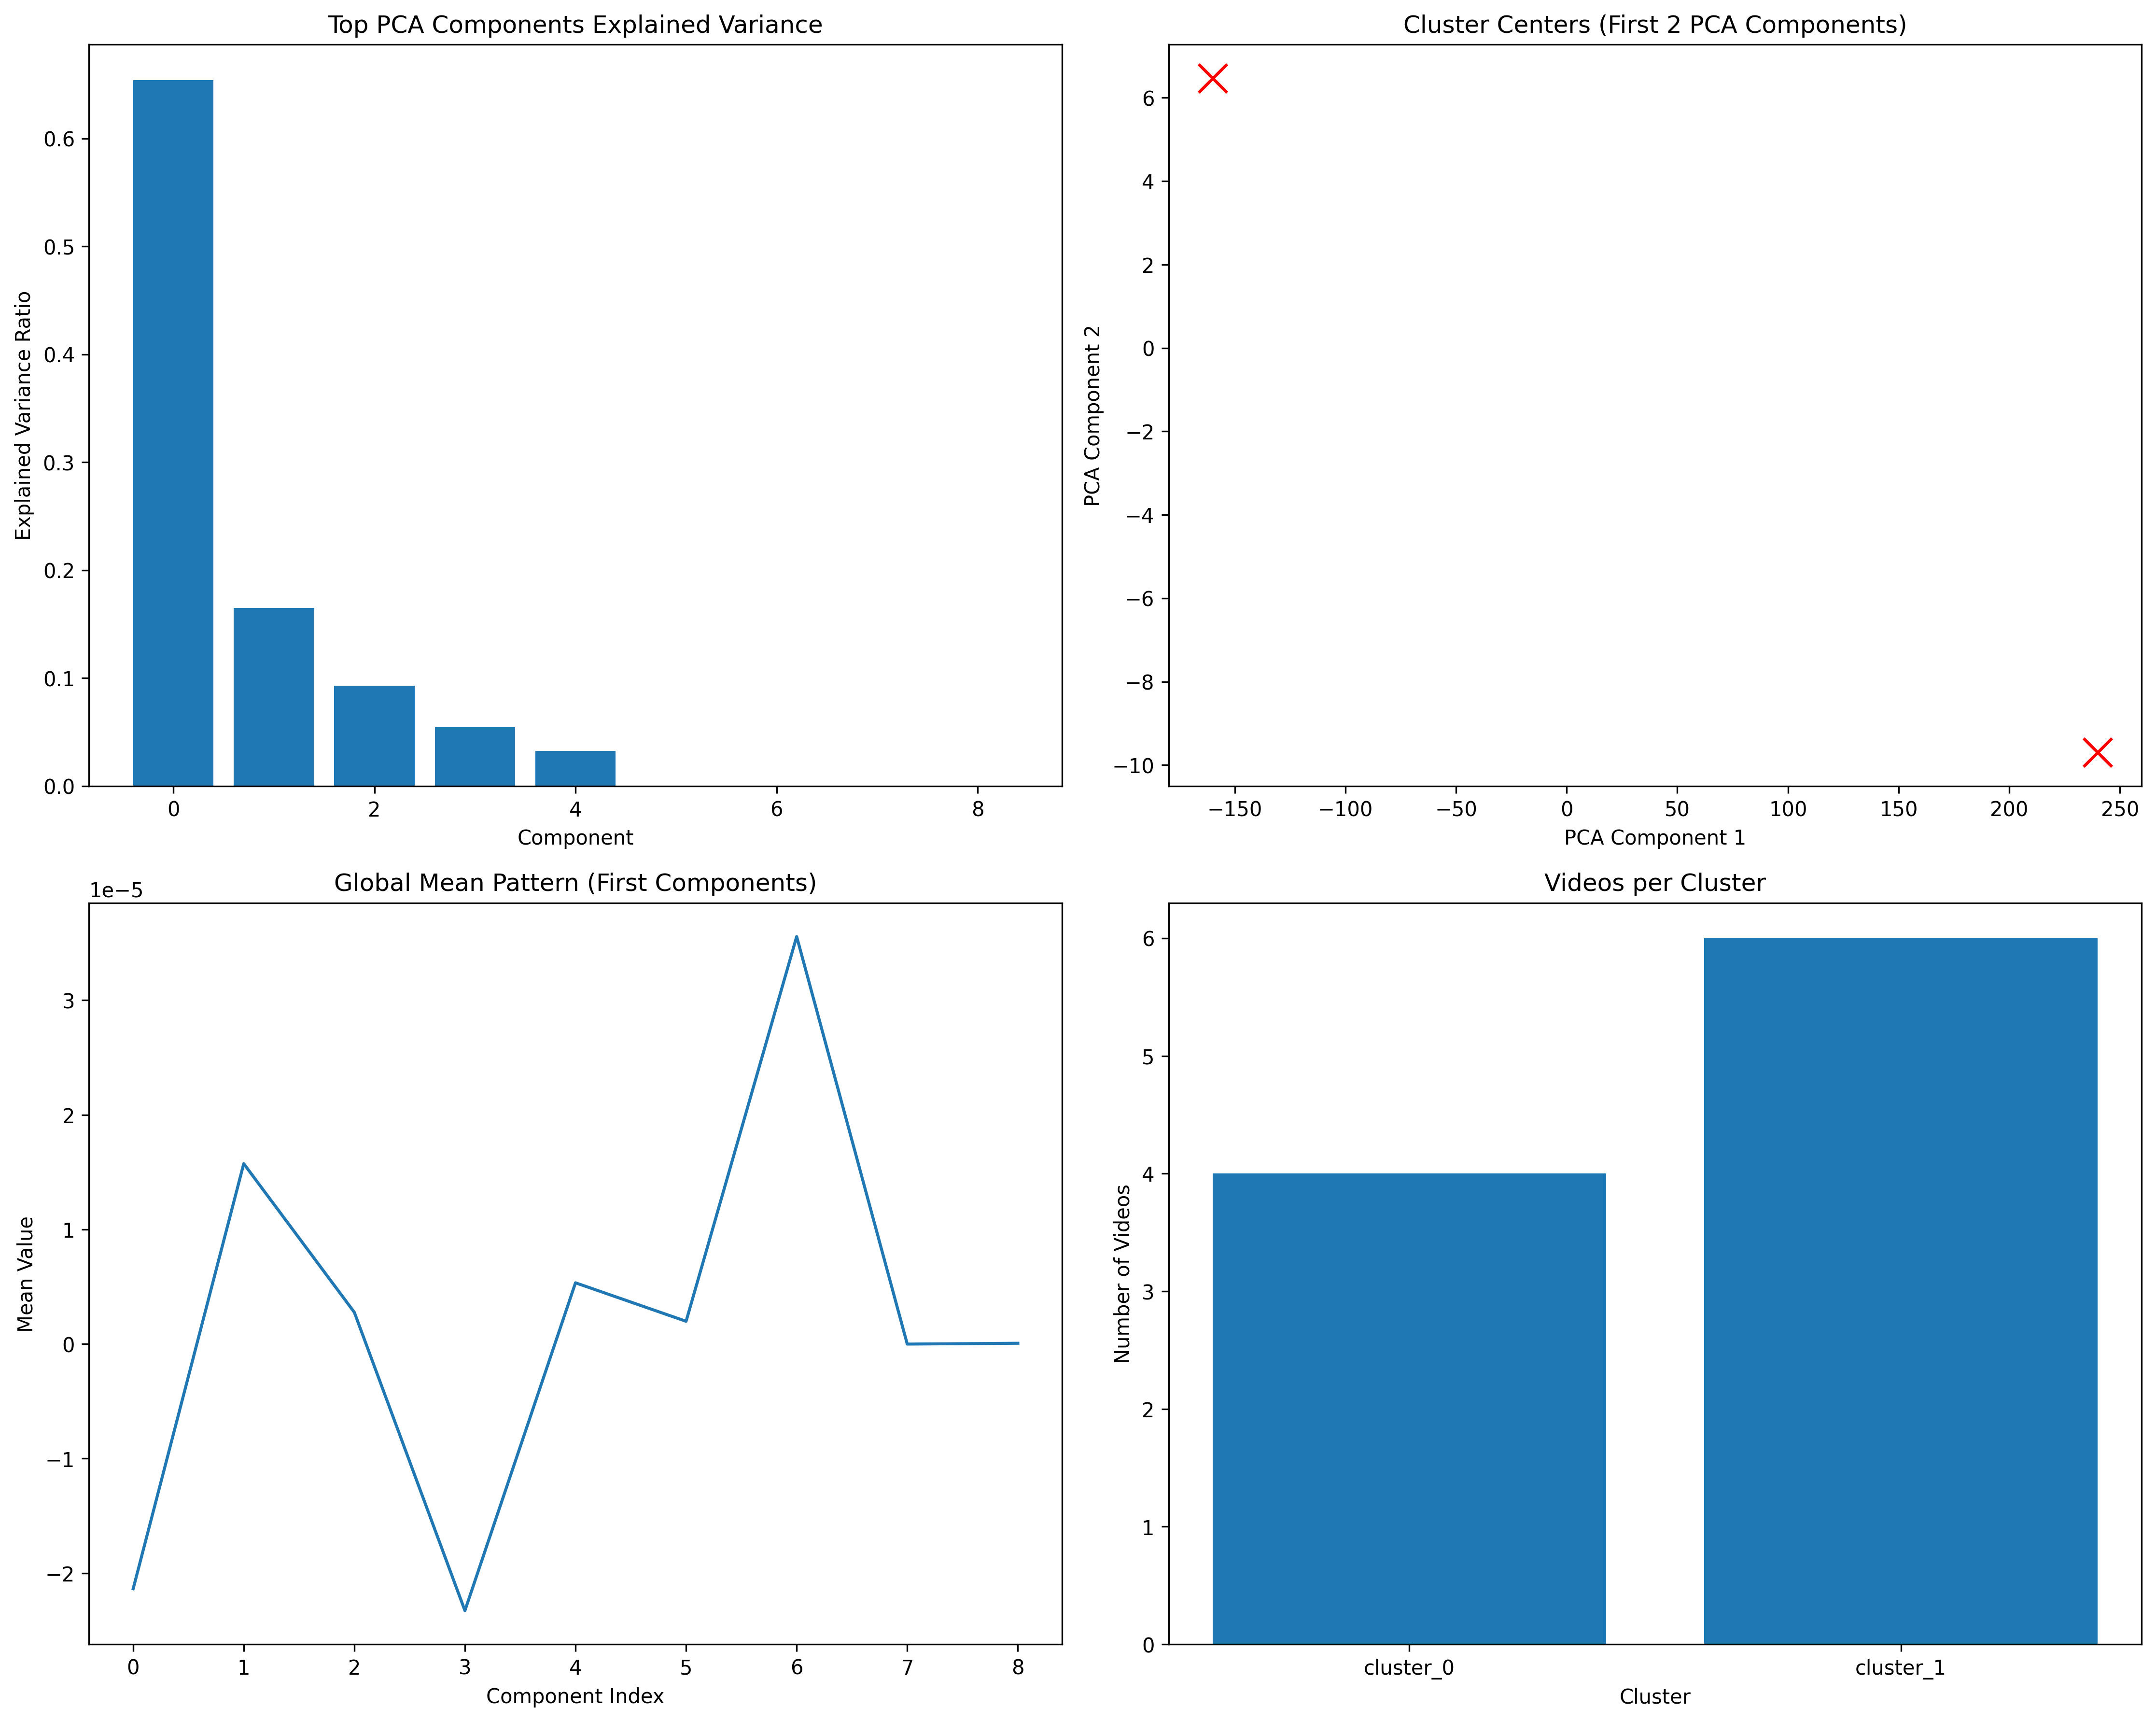 Top PCA Components Explained Variance
Explained Variance Ratio
0.6
0.5
0.4
0.3
0.2
0.1
0.0
0 2 4 6 8
Component
Cluster Centers (First 2 PCA Components)
PCA Component 2
6
4
2
0
−2
−4
−6
−8
−10
−150 −100 −50 0 50 100 150 200 250
PCA Component 1
Global Mean Pattern (First Components)
1e−5
Mean Value
3
2
1
0
−1
−2
0 1 2 3 4 5 6 7 8
Component Index
Videos per Cluster
Number of Videos
6
5
4
3
2
1
0
cluster_0 cluster_1
Cluster